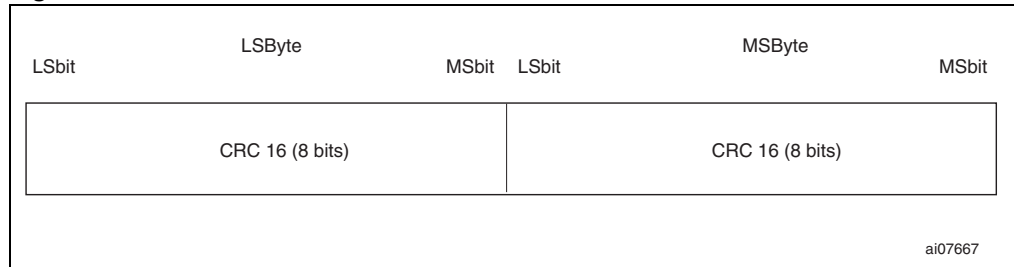 LSByte MSByte
LSbit MSbit LSbit MSbit
CRC 16 (8 bits) CRC 16 (8 bits)
ai07667